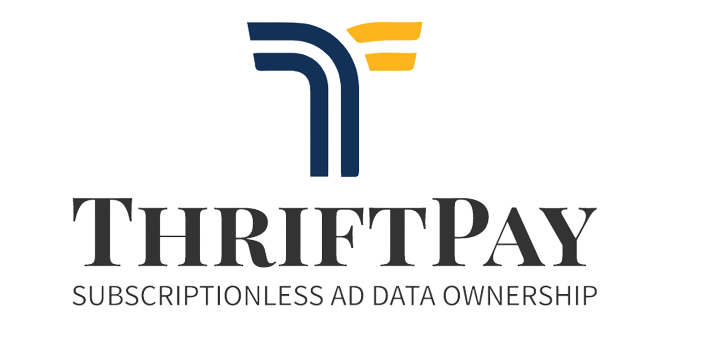 THRIFTPAY
SUBSCRIPTIONLESS AD DATA OWNERSHIP